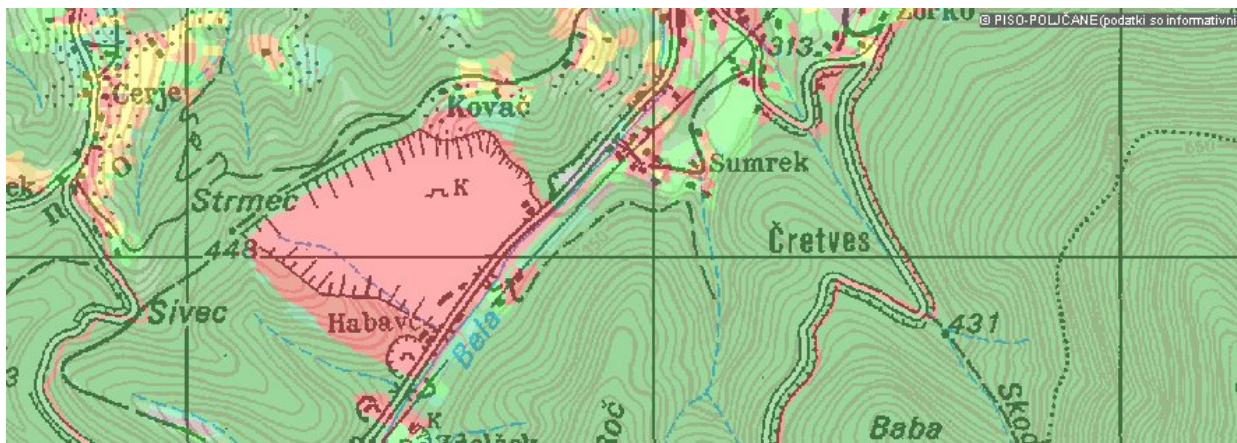 © PISO-POLJČANE(podatki so informativni
313
Cerje
Kovač
K
Sumrek
Strmec
Čretves
448
Sivec
Habavc
Bela
431
K
Baba